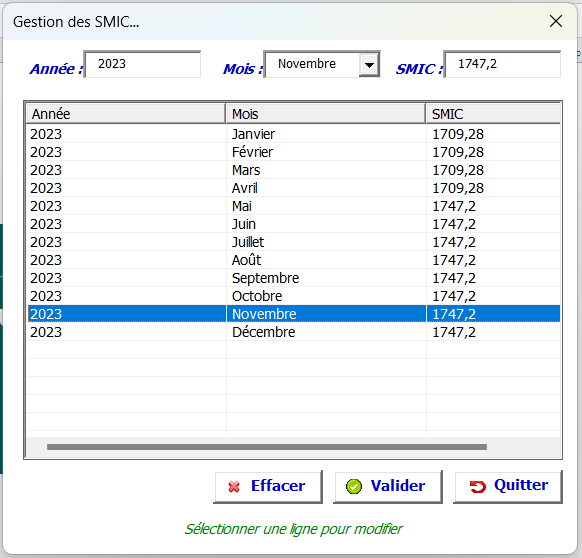 Gestion des SMIC...
Année : 2023 Mois : Novembre SMIC : 1747,2
Année Mois SMIC
2023 Janvier 1709,28
2023 Février 1709,28
2023 Mars 1709,28
2023 Avril 1709,28
2023 Mai 1747,2
2023 Juin 1747,2
2023 Juillet 1747,2
2023 Août 1747,2
2023 Septembre 1747,2
2023 Octobre 1747,2
2023 Novembre 1747,2
2023 Décembre 1747,2
Effacer Valider Quitter
Sélectionner une ligne pour modifier